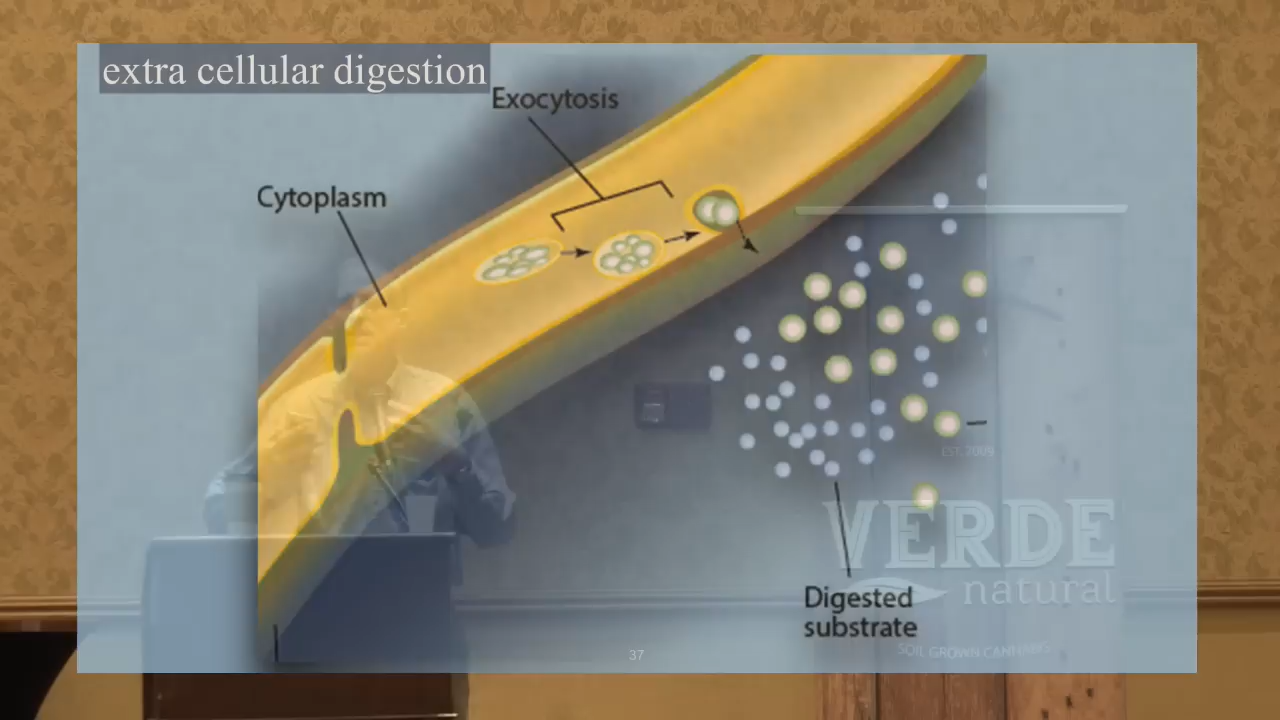 extra cellular digestion
Exocytosis
Cytoplasm
EST. 2009
VERDE
natural
Digested
substrate
SOIL GROWN CANNABIS
37